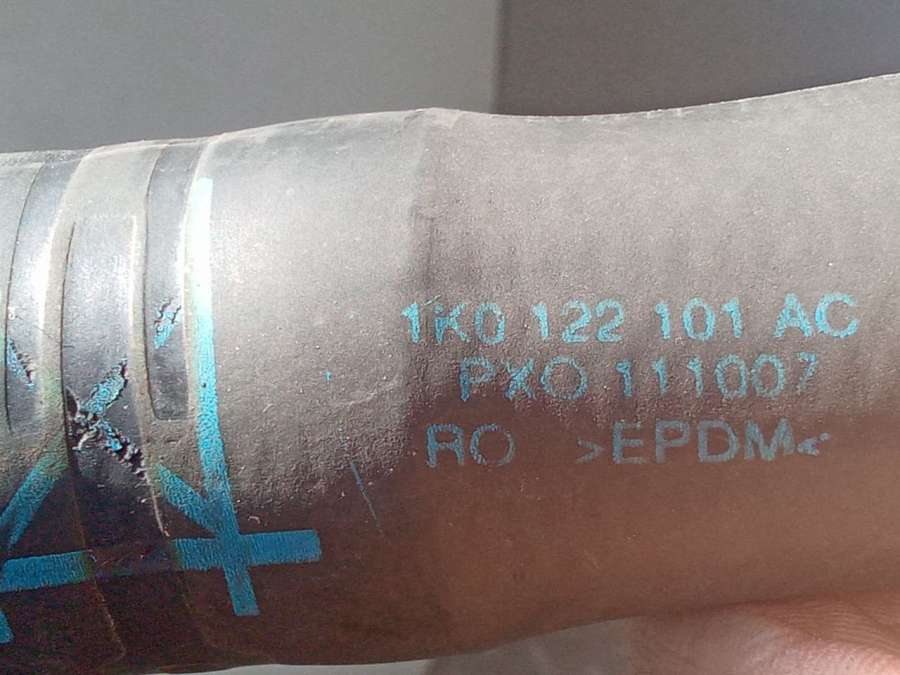 1K0 122 101 AC
PXO 111007
RO >EPDM<